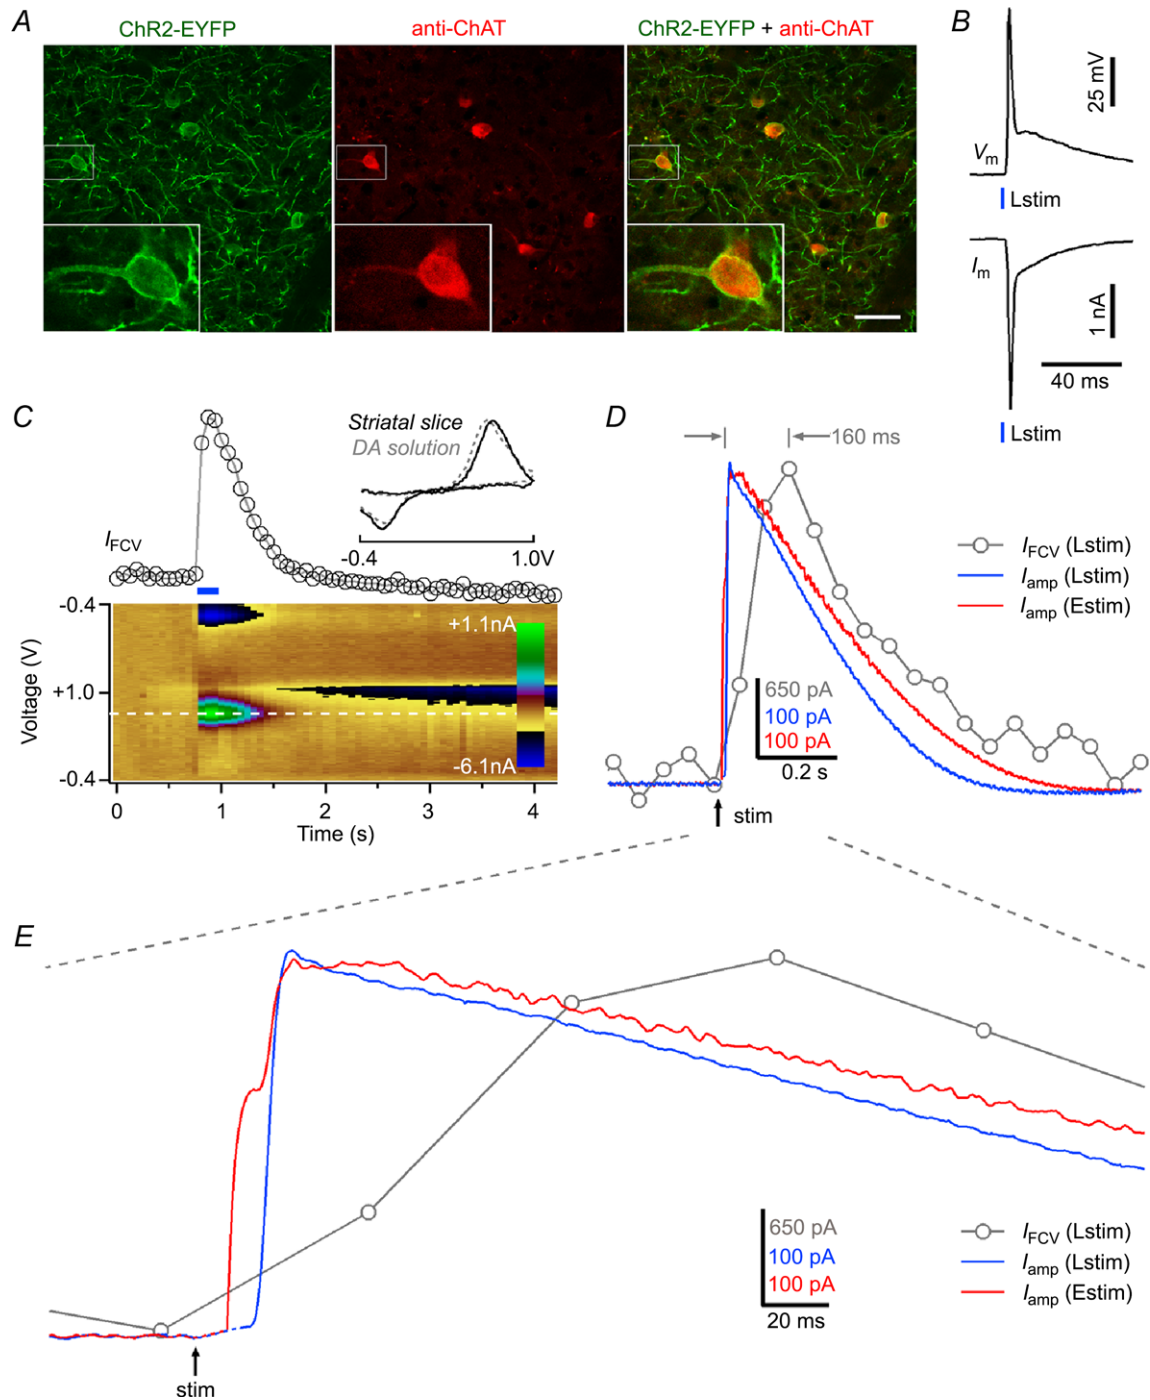 A
ChR2-EYFP
anti-ChAT
ChR2-EYFP + anti-ChAT
B
25 mV
Vm
Lstim
Im
1 nA
40 ms
Lstim
C
Striatal slice
DA solution
IFCV
-0.4
1.0V
-0.4
+1.0
-0.4
Voltage (V)
+1.1nA
-6.1nA
0
1
2
3
4
Time (s)
D
160 ms
IFCV (Lstim)
Iamp (Lstim)
Iamp (Estim)
650 pA
100 pA
100 pA
0.2 s
stim
E
650 pA
100 pA
100 pA
20 ms
IFCV (Lstim)
Iamp (Lstim)
Iamp (Estim)
stim